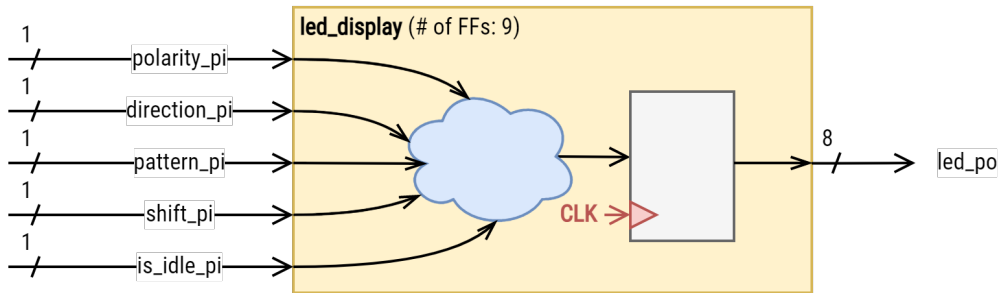 led_display (# of FFs: 9)
1
polarity_pi
1
direction_pi
1
pattern_pi
8
led_po
1
shift_pi
CLK
1
is_idle_pi